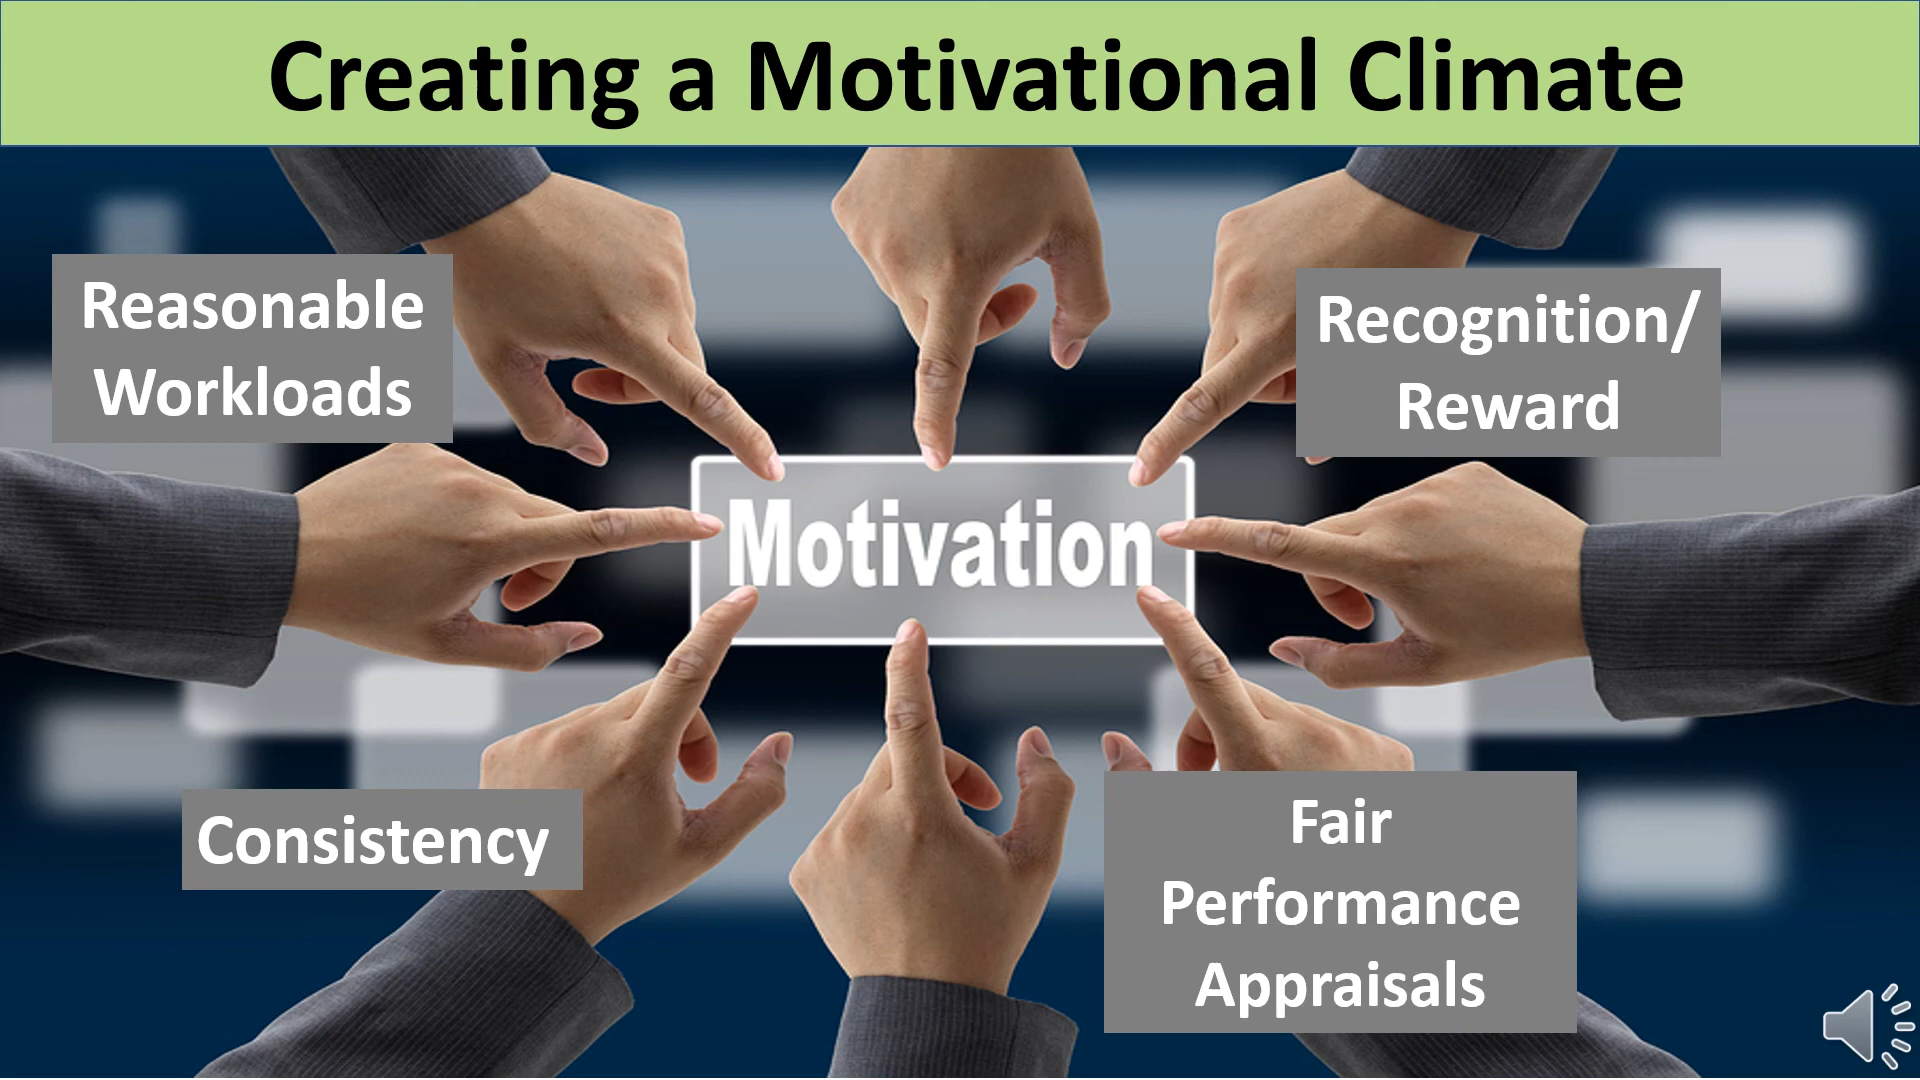 Creating a Motivational Climate
Reasonable
Workloads
Recognition/
Reward
Motivation
Consistency
Fair
Performance
Appraisals